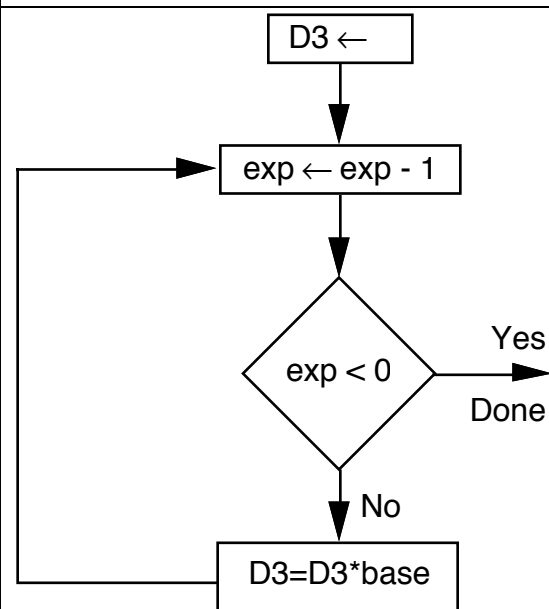 D3 ←
exp ← exp - 1
exp < 0
Yes
Done
No
D3=D3*base